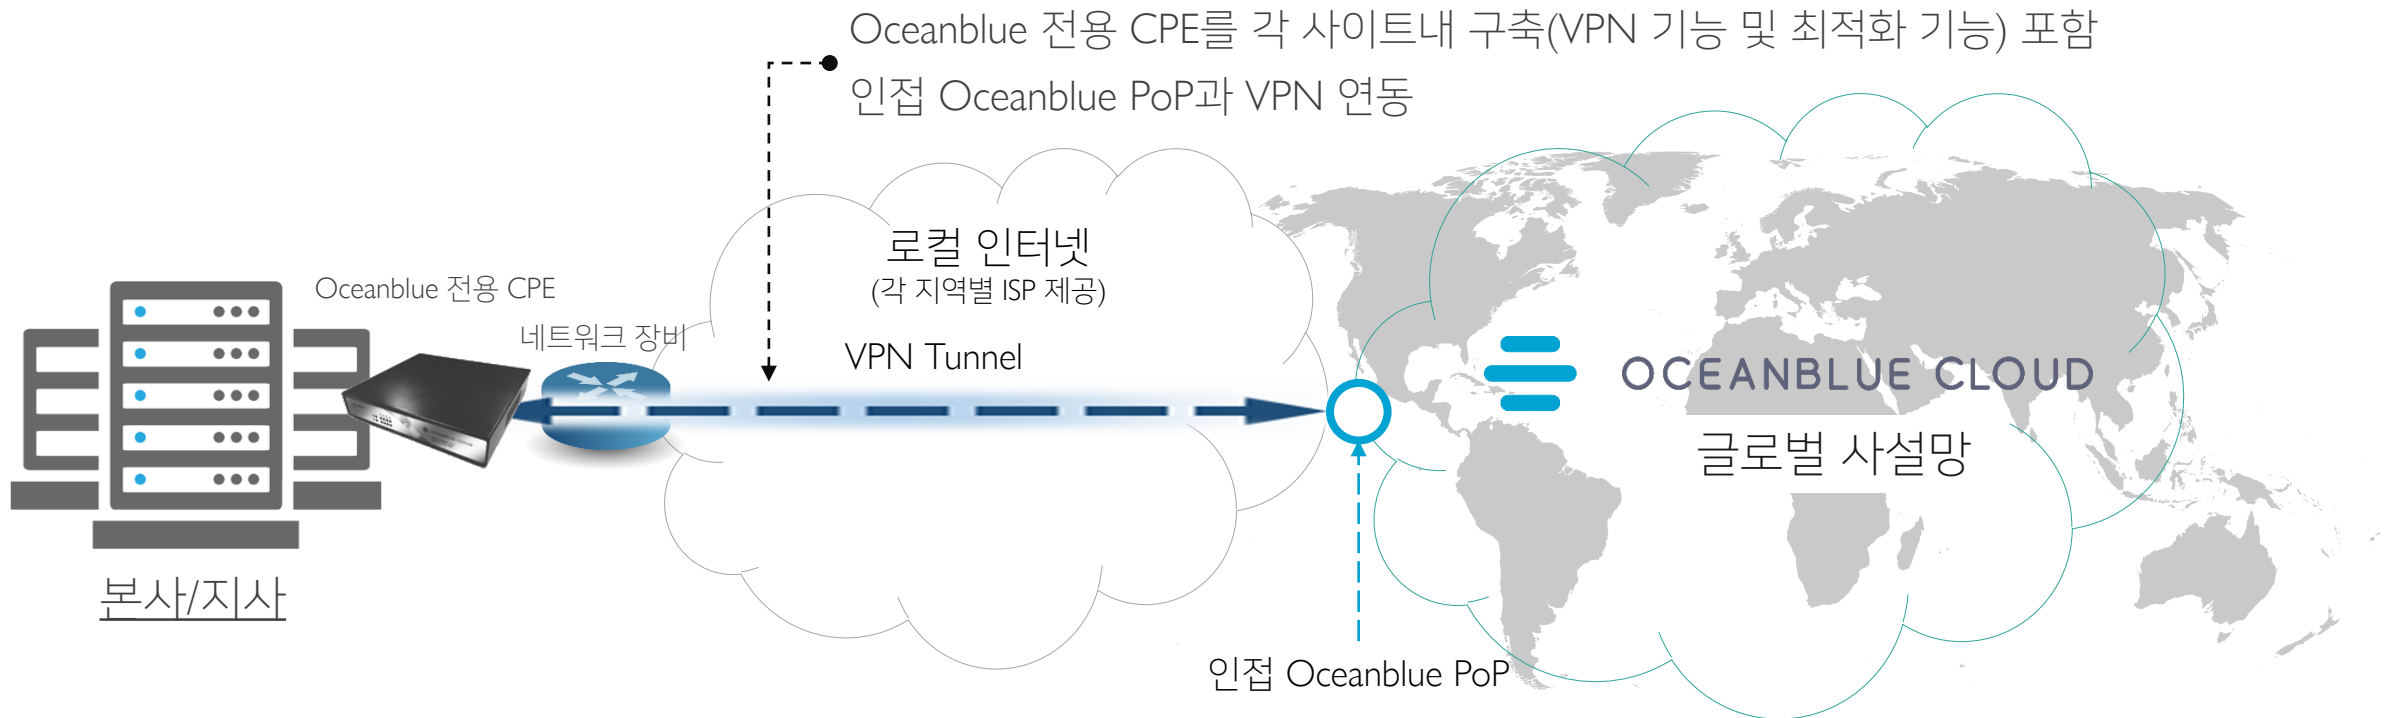 Oceanblue 전용 CPE를 각 사이트내 구축(VPN 기능 및 최적화 기능) 포함
인접 Oceanblue PoP과 VPN 연동
로컬 인터넷
(각 지역별 ISP 제공)
Oceanblue 전용 CPE
네트워크 장비
VPN Tunnel
OCEANBLUE CLOUD
글로벌 사설망
본사/지사
인접 Oceanblue PoP